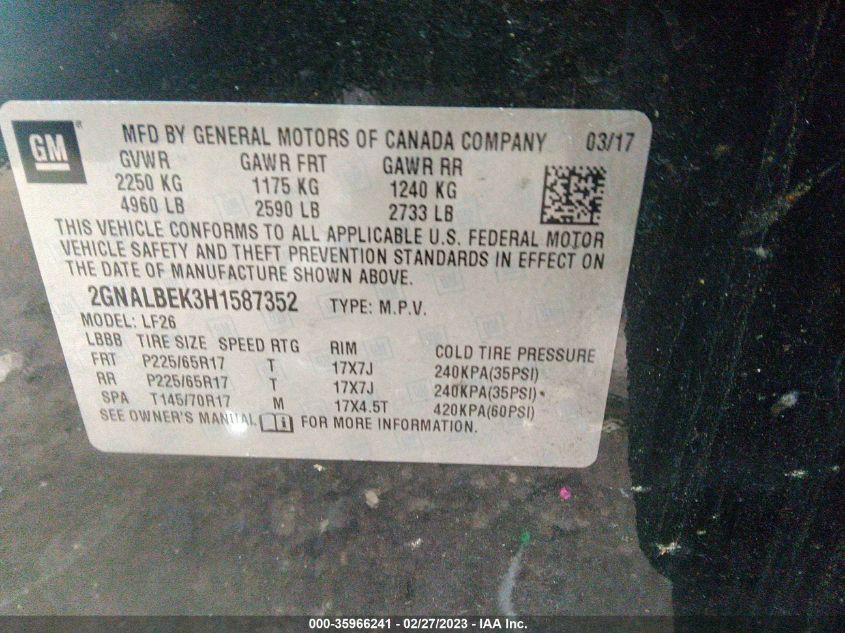 GM ® MFD BY GENERAL MOTORS OF CANADA COMPANY 03/17
GVWR GAWR FRT GAWR RR
2250 KG 1175 KG 1240 KG
4960 LB 2590 LB 2733 LB
THIS VEHICLE CONFORMS TO ALL APPLICABLE U.S. FEDERAL MOTOR
VEHICLE SAFETY AND THEFT PREVENTION STANDARDS IN EFFECT ON
THE DATE OF MANUFACTURE SHOWN ABOVE.
2GNALBEK3H1587352 TYPE: M.P.V.
MODEL: LF26
LBBB TIRE SIZE SPEED RTG RIM COLD TIRE PRESSURE
FRT P225/65R17 T 17X7J 240KPA(35PSI)
RR P225/65R17 T 17X7J 240KPA(35PSI)
SPA T145/70R17 M 17X4.5T 420KPA(60PSI)
SEE OWNER'S MANUAL FOR MORE INFORMATION.
000-35966241 - 02/27/2023 - IAA Inc.